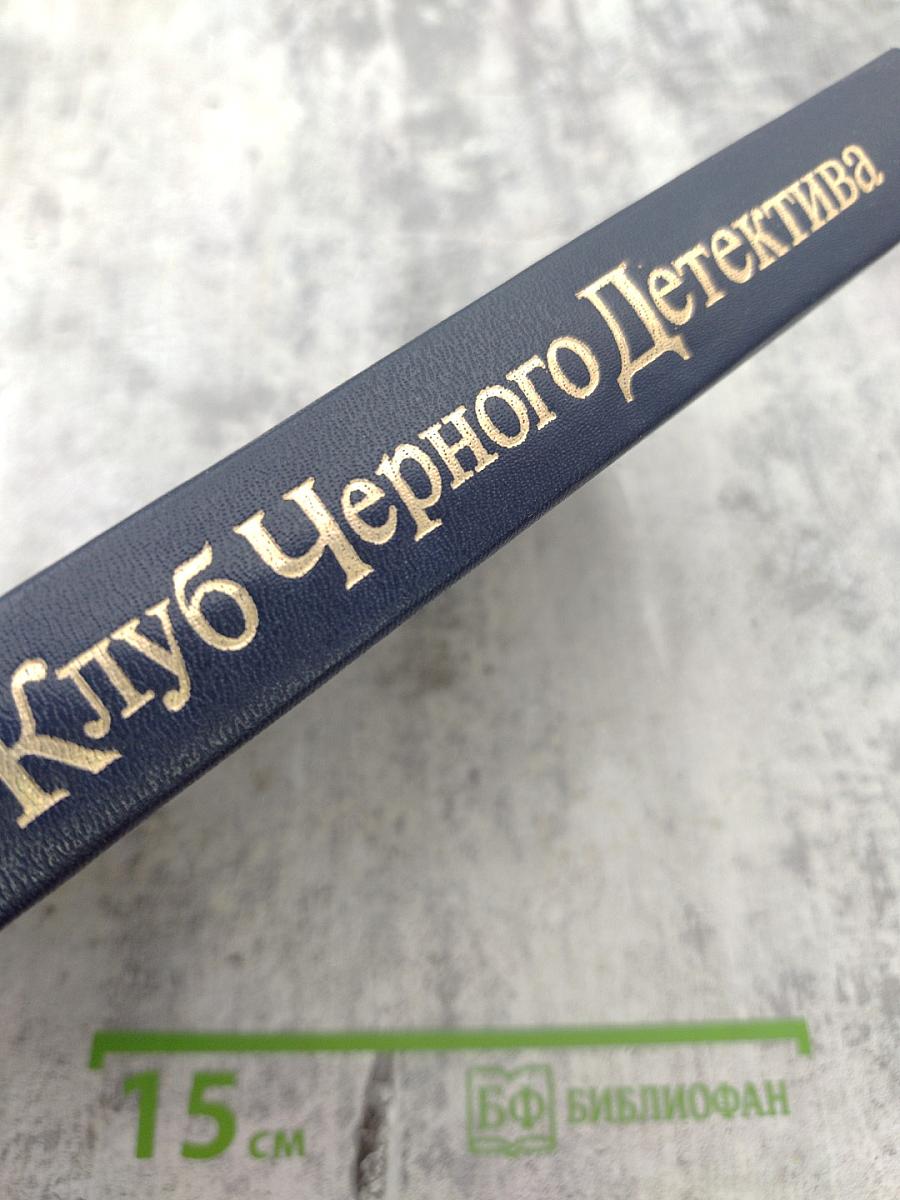 Клуб Черного Детектива
15 см
БФ БИБЛИОФАН